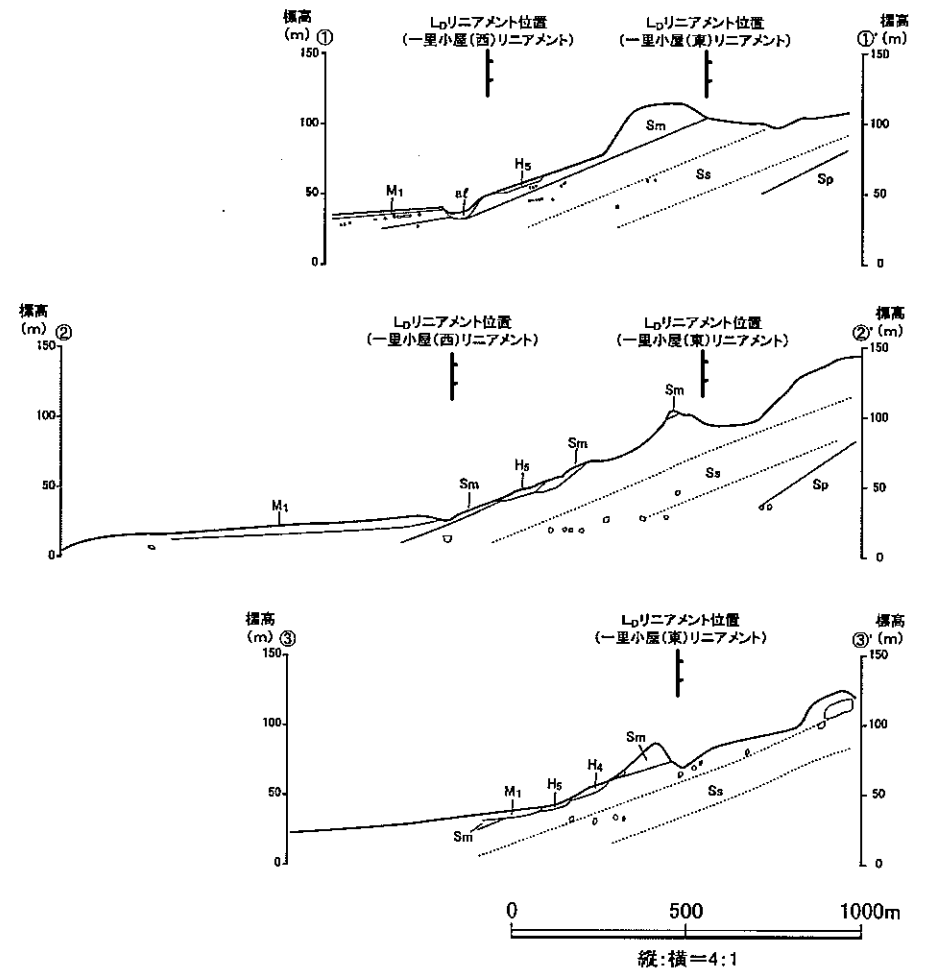 標高
(m) ①
LDリニアメント位置
(一里小屋(西)リニアメント)
LDリニアメント位置
(一里小屋(東)リニアメント)
標高
①' (m)
150
150
100
100
50
50
0
0
Sm
H5
M1
aℓ
Ss
Sp
標高
(m) ②
LDリニアメント位置
(一里小屋(西)リニアメント)
LDリニアメント位置
(一里小屋(東)リニアメント)
標高
②' (m)
150
150
100
100
50
50
0
0
Sm
Sm
H5
Sm
M1
Ss
Sp
標高
(m) ③
LDリニアメント位置
(一里小屋(東)リニアメント)
標高
③' (m)
150
150
100
100
50
50
0
0
Sm
H4
H5
M1
Sm
Ss
0 500 1000m
縦:横=4:1